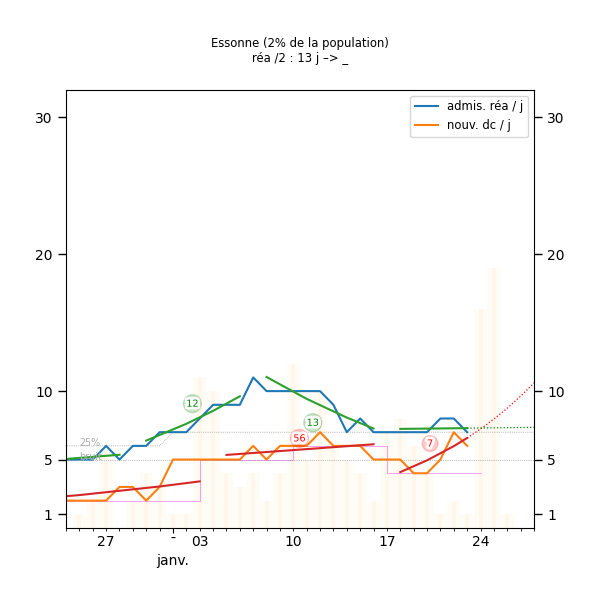 Essonne (2% de la population)
réa /2 : 13 j –> _
admis. réa / j
nouv. dc / j
30 30
20 20
10 10
5 5
1 1
12
13
56
7
25%
27 - 03 10 17 24
janv.